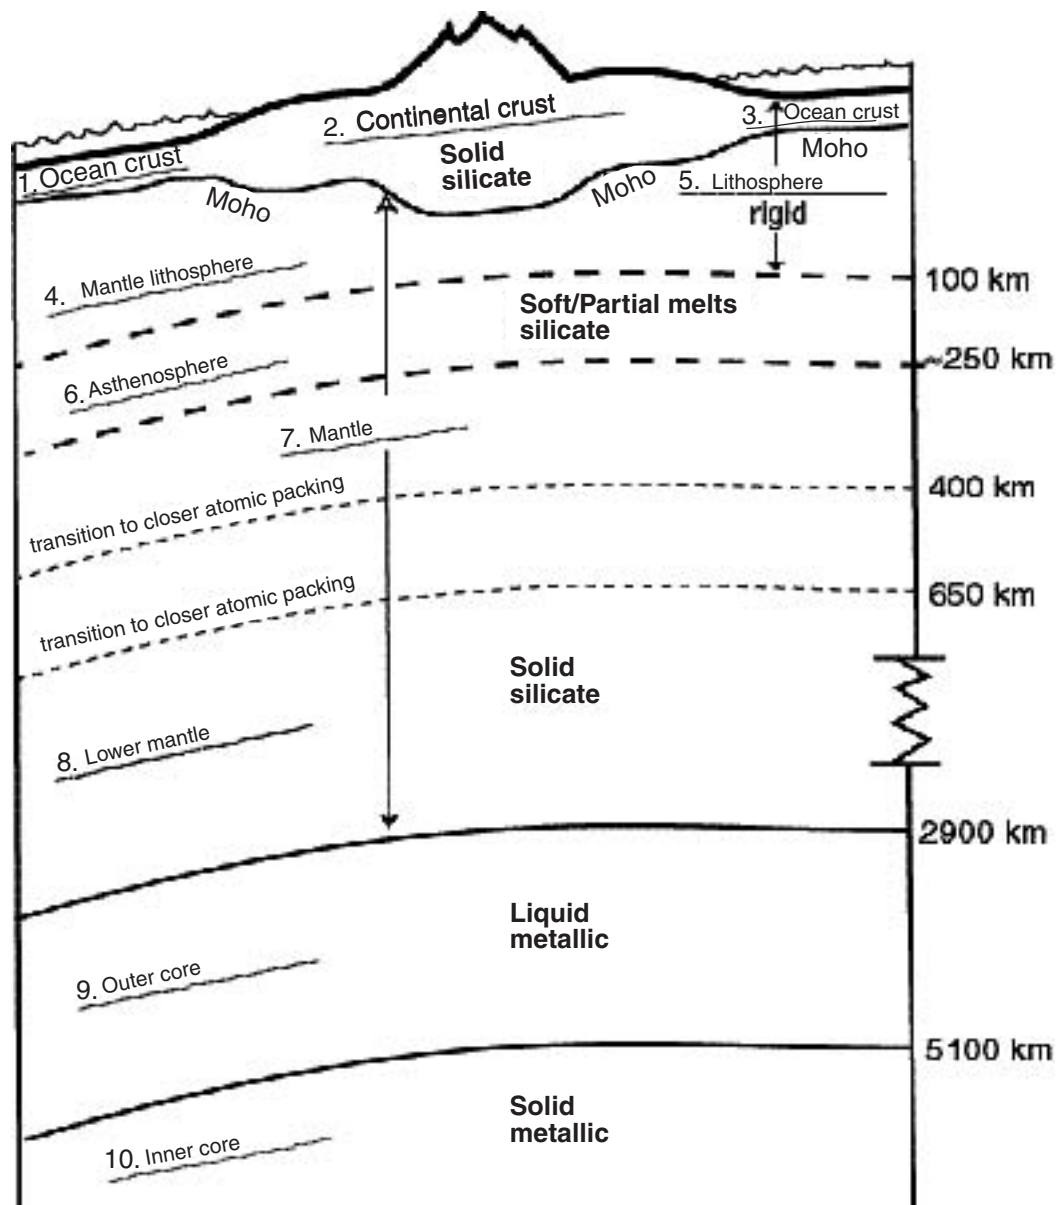 2. Continental crust
3. Ocean crust
Solid
silicate
Moho
1. Ocean crust
Moho
Moho
5. Lithosphere
rigid
4. Mantle lithosphere
100 km
Soft/Partial melts
silicate
~250 km
6. Asthenosphere
7. Mantle
400 km
transition to closer atomic packing
650 km
transition to closer atomic packing
Solid
silicate
8. Lower mantle
2900 km
Liquid
metallic
9. Outer core
5100 km
Solid
metallic
10. Inner core